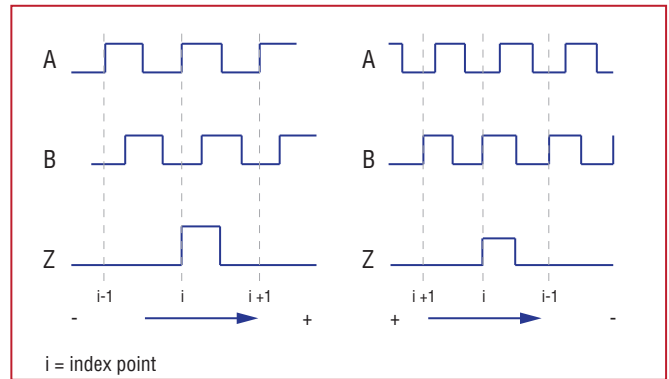 A A
B B
Z Z
i-1 i i +1 i +1 i i-1
- + + -
i = index point